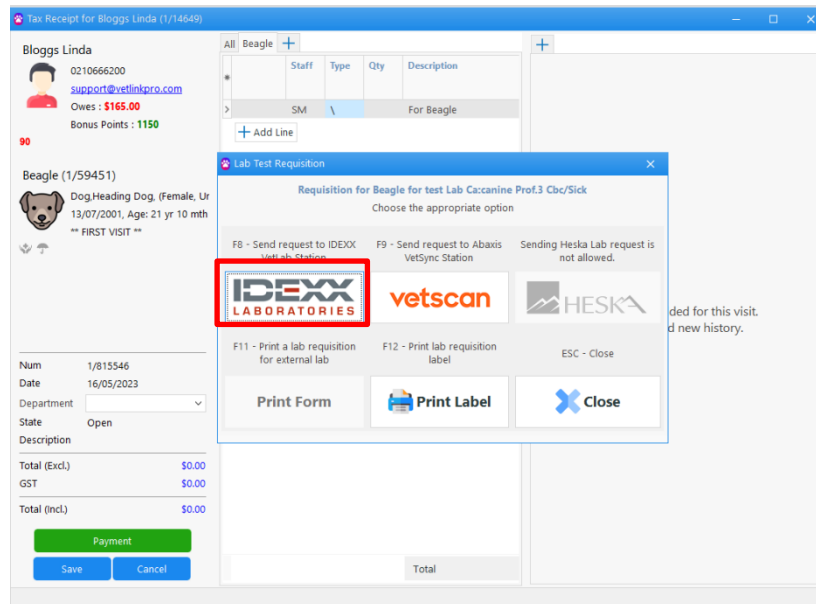 Tax Receipt for Bloggs Linda (1/14649)
Bloggs Linda
0210666200
support@vetlinkpro.com
Owes : $165.00
Bonus Points : 1150
90
Beagle (1/59451)
Dog,Heading Dog, (Female, Ur
13/07/2001, Age: 21 yr 10 mth
** FIRST VISIT **
Num 1/815546
Date 16/05/2023
Department
State Open
Description
Total (Excl.) $0.00
GST $0.00
Total (Incl.) $0.00
Payment
Save Cancel
All Beagle
Staff Type Qty Description
SM \ For Beagle
Add Line
Lab Test Requisition
Requisition for Beagle for test Lab Ca:canine Prof.3 Cbc/Sick
Choose the appropriate option
F8 - Send request to IDEXX
VetLab Station
IDEXX
LABORATORIES
F9 - Send request to Abaxis
VetSync Station
vetscan
Sending Heska Lab request is
not allowed.
HESKA
F11 - Print a lab requisition
for external lab
Print Form
F12 - Print lab requisition
label
Print Label
ESC - Close
Close
ded for this visit.
d new history.
Total